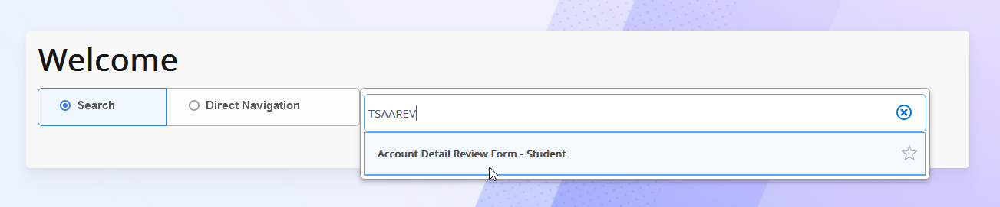 Welcome
Search
Direct Navigation
TSAAREV
Account Detail Review Form - Student